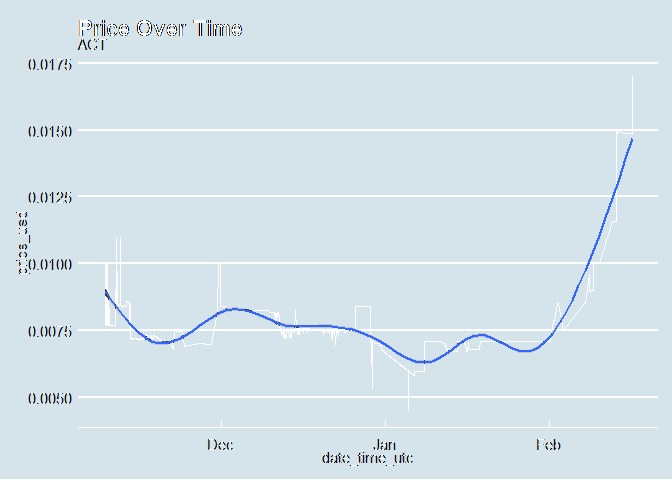 Price Over Time
ACT
0.0175
0.0150
0.0125
0.0100
0.0075
0.0050
price_usd
Dec Jan Feb
date_time_utc